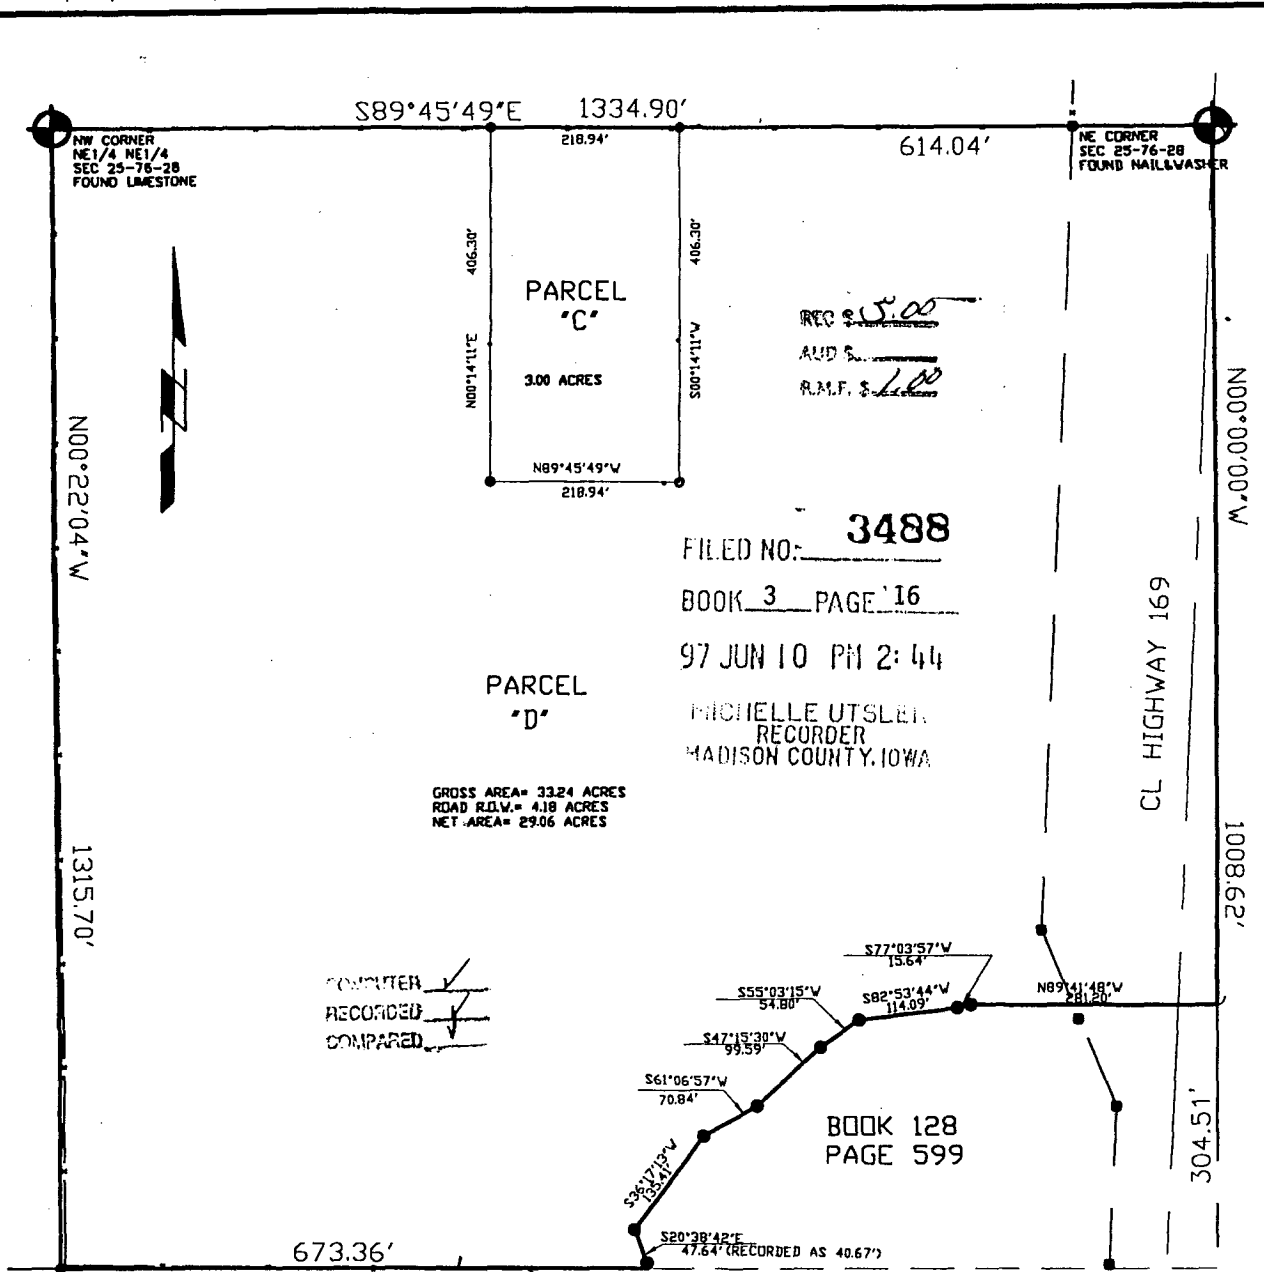 S89°45'49"E 1334.90'
218.94'
614.04'
NW CORNER
NE1/4 NE1/4
SEC 25-76-28
FOUND LIMESTONE
NE CORNER
SEC 25-76-28
FOUND NAIL&WASHER
406.30'
N00°14'11"E
406.30'
S00°14'11"W
PARCEL
"C"
3.00 ACRES
N89°45'49"W
218.94'
REC $ 5.00
AUD $
R.M.F. $ 1.00
N00°22'04"W
1315.70'
N00°00'00"W
1008.62'
FILED NO. 3488
BOOK 3 PAGE 16
97 JUN 10 PM 2:44
MICHELLE UTSLER
RECORDER
MADISON COUNTY, IOWA
CL HIGHWAY 169
PARCEL
"D"
GROSS AREA= 33.24 ACRES
ROAD R.O.W.= 4.18 ACRES
NET AREA= 29.06 ACRES
COMPUTER
RECORDED
COMPARED
S77°03'57"W
15.64'
S82°53'44"W
114.09'
N89°41'48"W
281.20'
S55°03'15"W
54.80'
S47°15'30"W
99.59'
S61°06'57"W
70.84'
S36°17'13"W
135.41'
S20°38'42"E
47.64' (RECORDED AS 40.67')
BOOK 128
PAGE 599
304.51'
673.36'